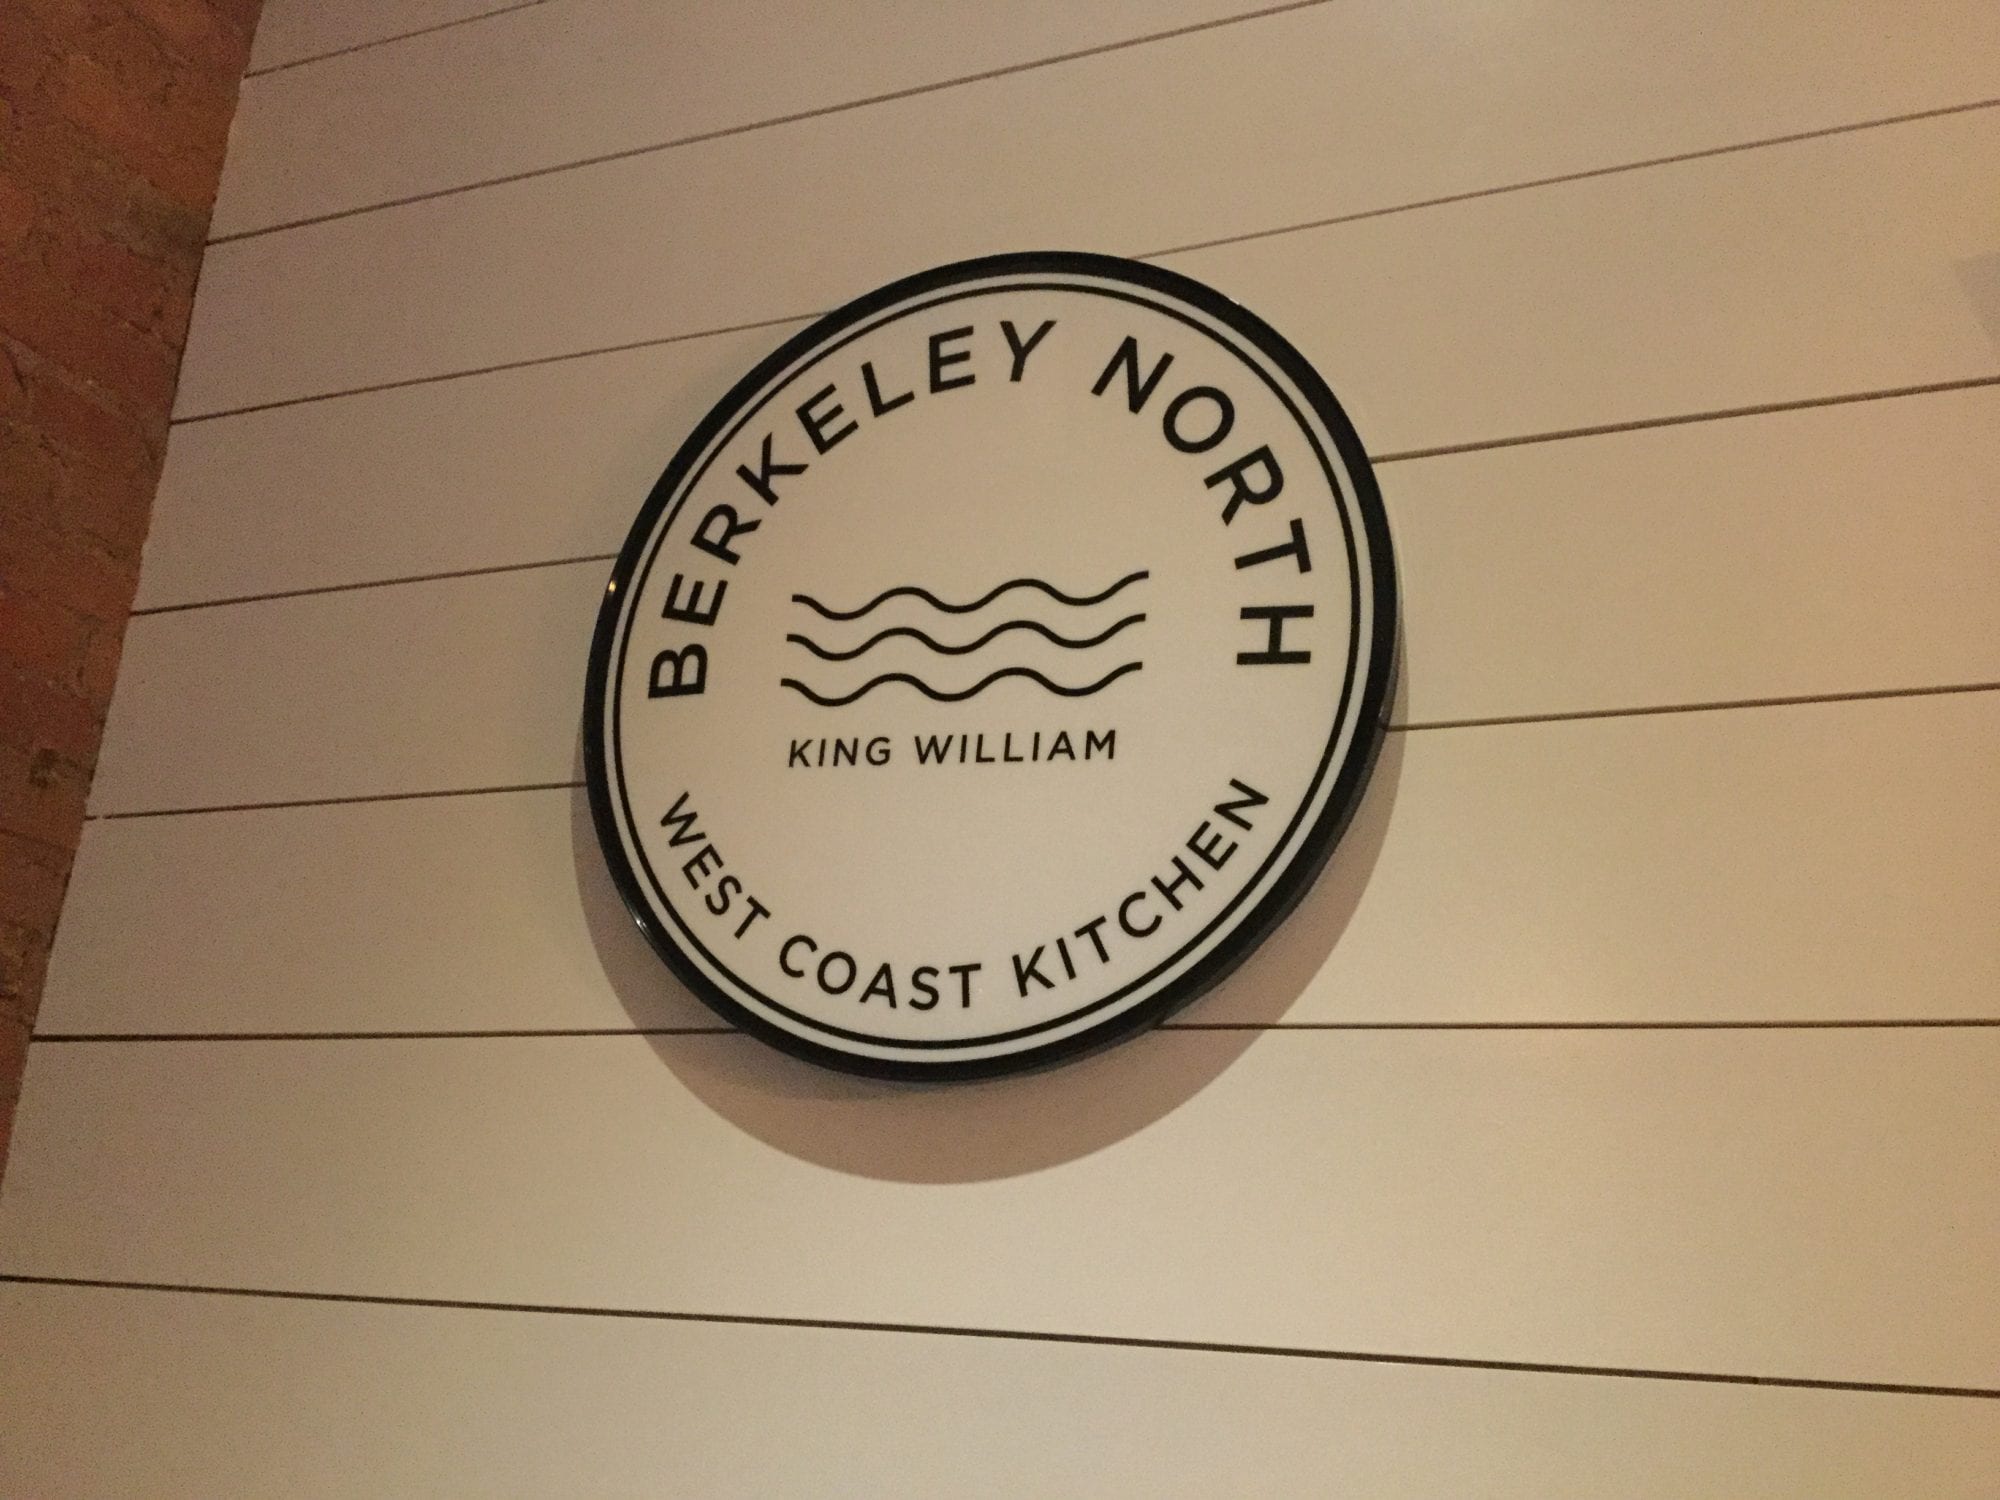 BERKELEY NORTH
KING WILLIAM
WEST COAST KITCHEN